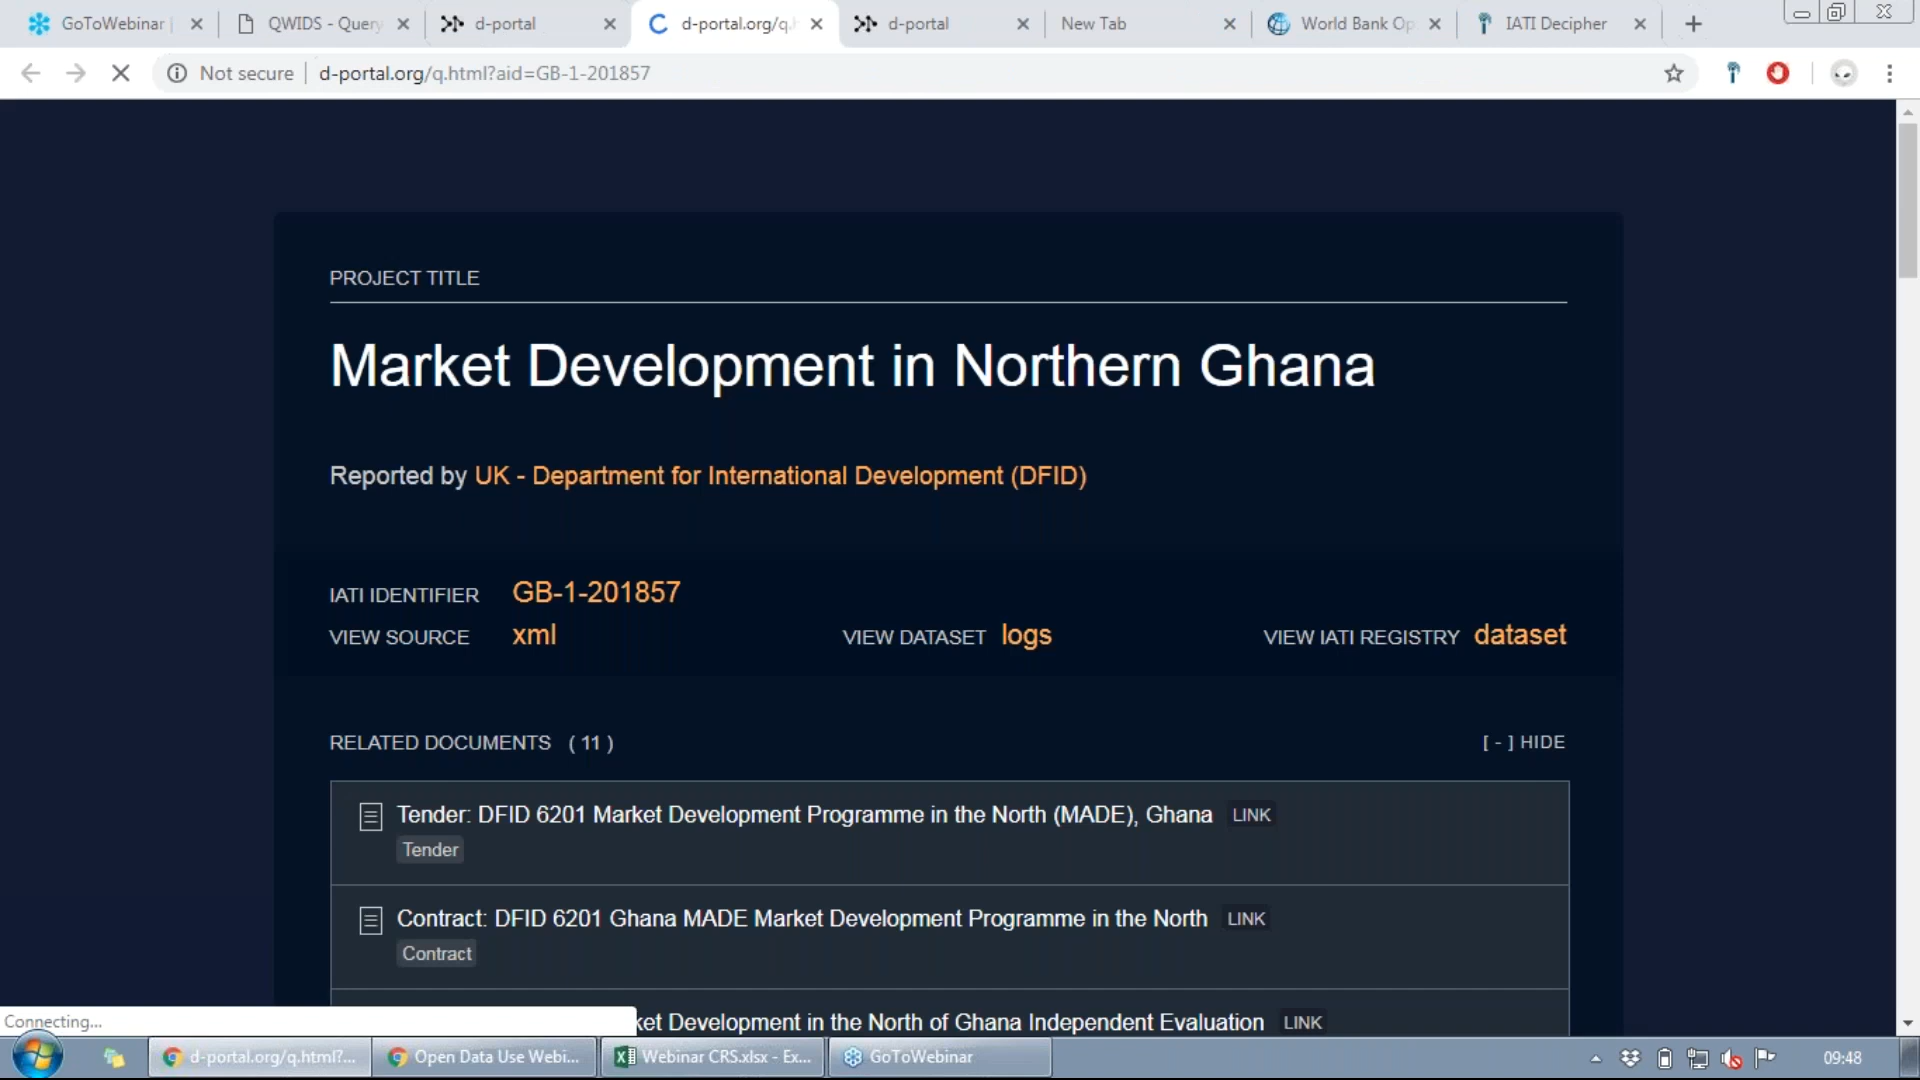 GoToWebinar
QWIDS - Query
d-portal
d-portal.org/q.h
d-portal
New Tab
World Bank Op
IATI Decipher
Not secure
d-portal.org/q.html?aid=GB-1-201857
PROJECT TITLE
Market Development in Northern Ghana
Reported by UK - Department for International Development (DFID)
IATI IDENTIFIER GB-1-201857
VIEW SOURCE xml VIEW DATASET logs VIEW IATI REGISTRY dataset
RELATED DOCUMENTS ( 11 ) [ - ] HIDE
Tender: DFID 6201 Market Development Programme in the North (MADE), Ghana LINK
Tender
Contract: DFID 6201 Ghana MADE Market Development Programme in the North LINK
Contract
ket Development in the North of Ghana Independent Evaluation LINK
Connecting...
d-portal.org/q.html?...
Open Data Use Webi...
Webinar CRS.xlsx - Ex...
GoToWebinar
09:48